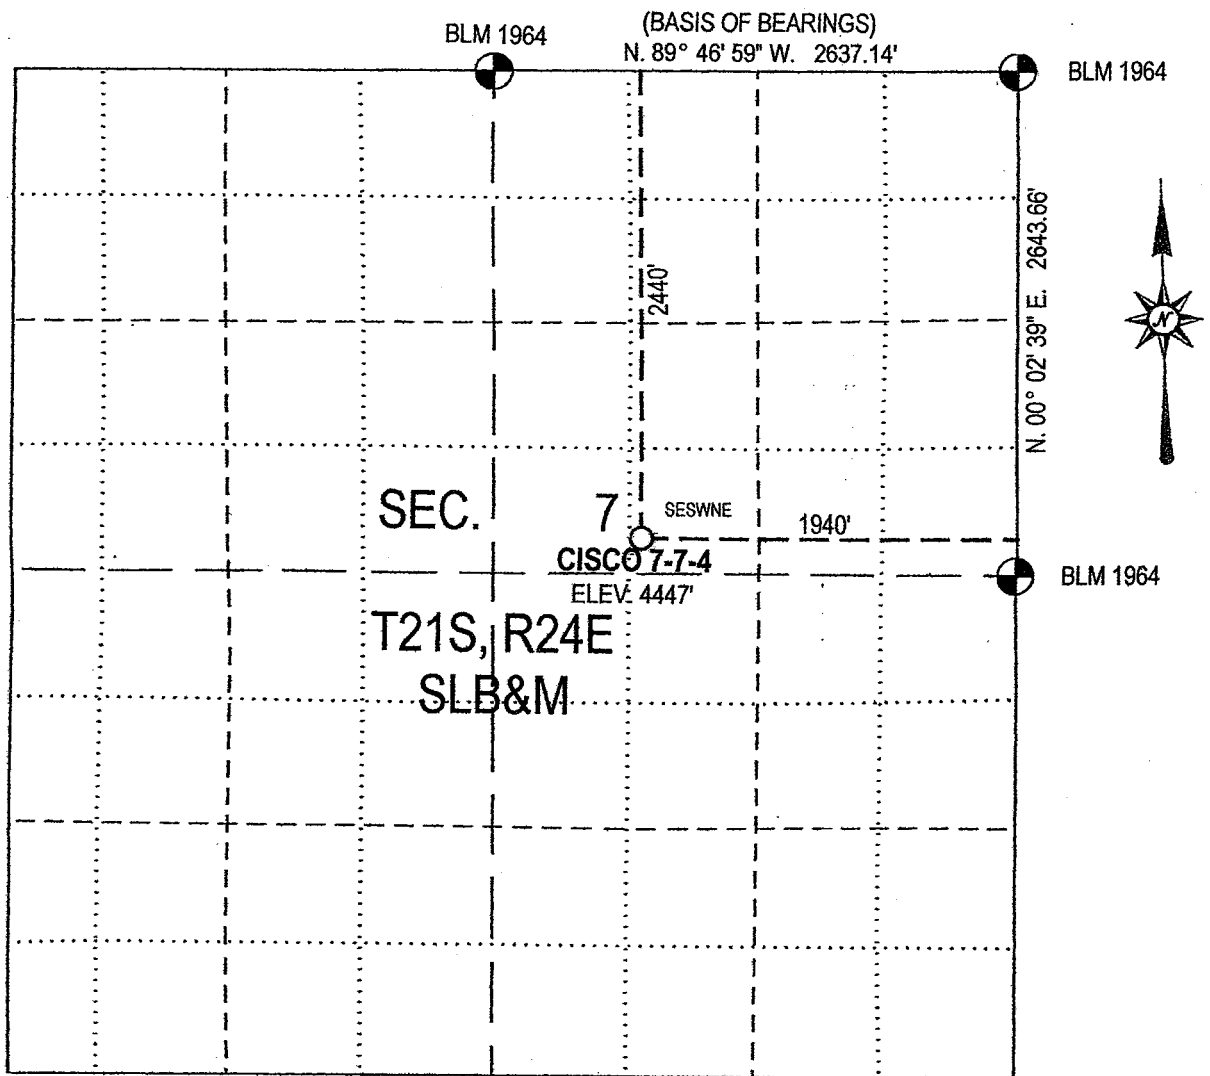 (BASIS OF BEARINGS)
BLM 1964
N. 89° 46' 59" W. 2637.14'
BLM 1964
N. 00° 02' 39" E. 2643.66'
2440'
N
SEC. 7
SESWNE
1940'
CISCO 7-7-4
BLM 1964
ELEV. 4447'
T21S, R24E
SLB&M